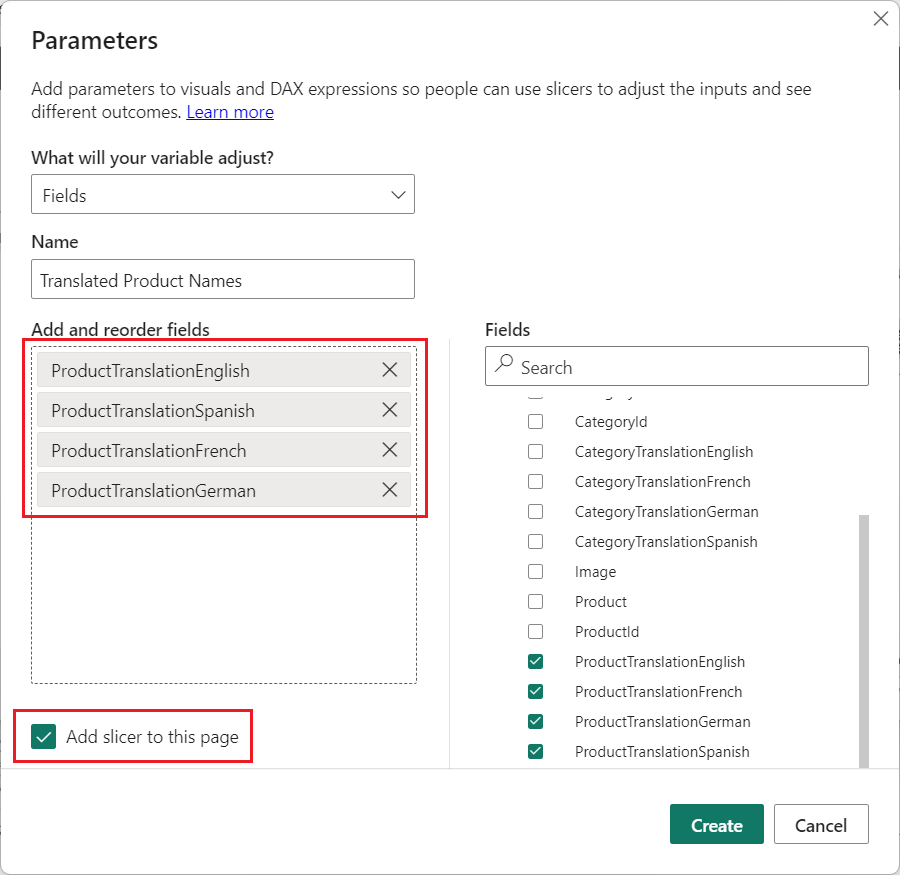 Parameters
Add parameters to visuals and DAX expressions so people can use slicers to adjust the inputs and see
different outcomes. Learn more
What will your variable adjust?
Fields
Name
Translated Product Names
Add and reorder fields
ProductTranslationEnglish
ProductTranslationSpanish
ProductTranslationFrench
ProductTranslationGerman
Add slicer to this page
Fields
Search
CategoryId
CategoryTranslationEnglish
CategoryTranslationFrench
CategoryTranslationGerman
CategoryTranslationSpanish
Image
Product
ProductId
ProductTranslationEnglish
ProductTranslationFrench
ProductTranslationGerman
ProductTranslationSpanish
Create
Cancel